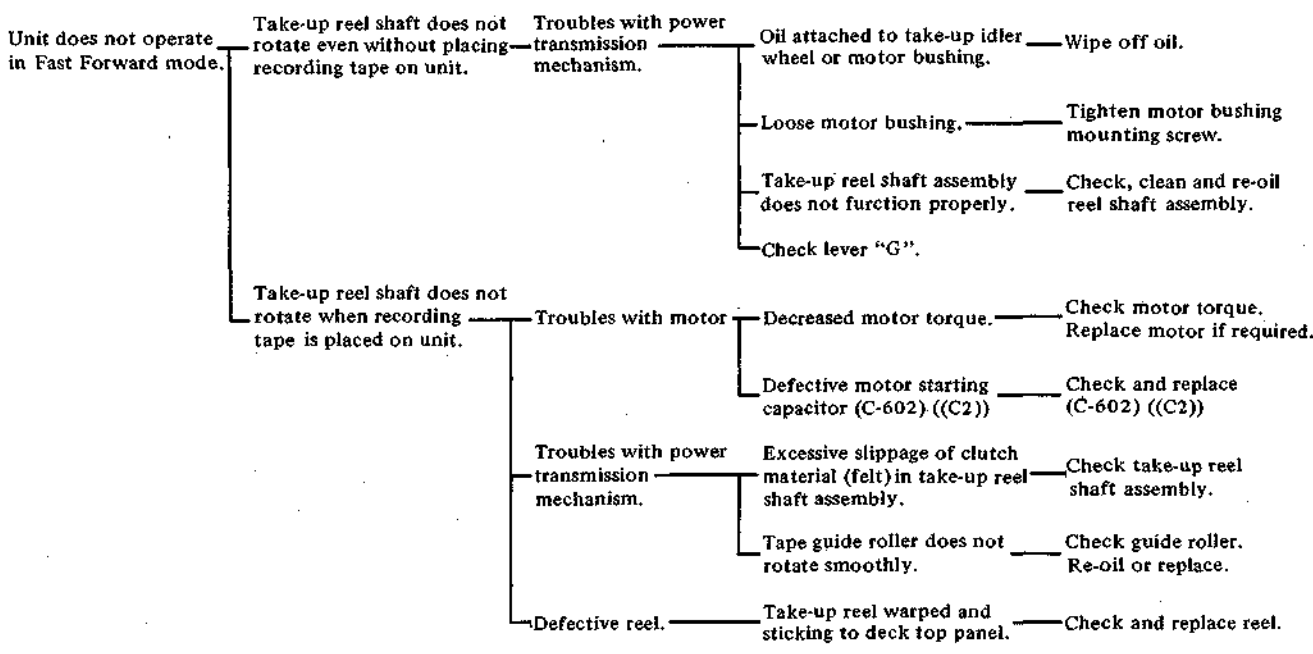 Unit does not operate
in Fast Forward mode.
Take-up reel shaft does not
rotate even without placing
recording tape on unit.
Troubles with power
transmission
mechanism.
Oil attached to take-up idler
wheel or motor bushing.
Wipe off oil.
Loose motor bushing.
Tighten motor bushing
mounting screw.
Take-up reel shaft assembly
does not furction properly.
Check, clean and re-oil
reel shaft assembly.
Check lever “G”.
Take-up reel shaft does not
rotate when recording
tape is placed on unit.
Troubles with motor
Decreased motor torque.
Check motor torque.
Replace motor if required.
Defective motor starting
capacitor (C-602) ((C2))
Check and replace
(C-602) ((C2))
Troubles with power
transmission
mechanism.
Excessive slippage of clutch
material (felt) in take-up reel
shaft assembly.
Check take-up reel
shaft assembly.
Tape guide roller does not
rotate smoothly.
Check guide roller.
Re-oil or replace.
Defective reel.
Take-up reel warped and
sticking to deck top panel.
Check and replace reel.